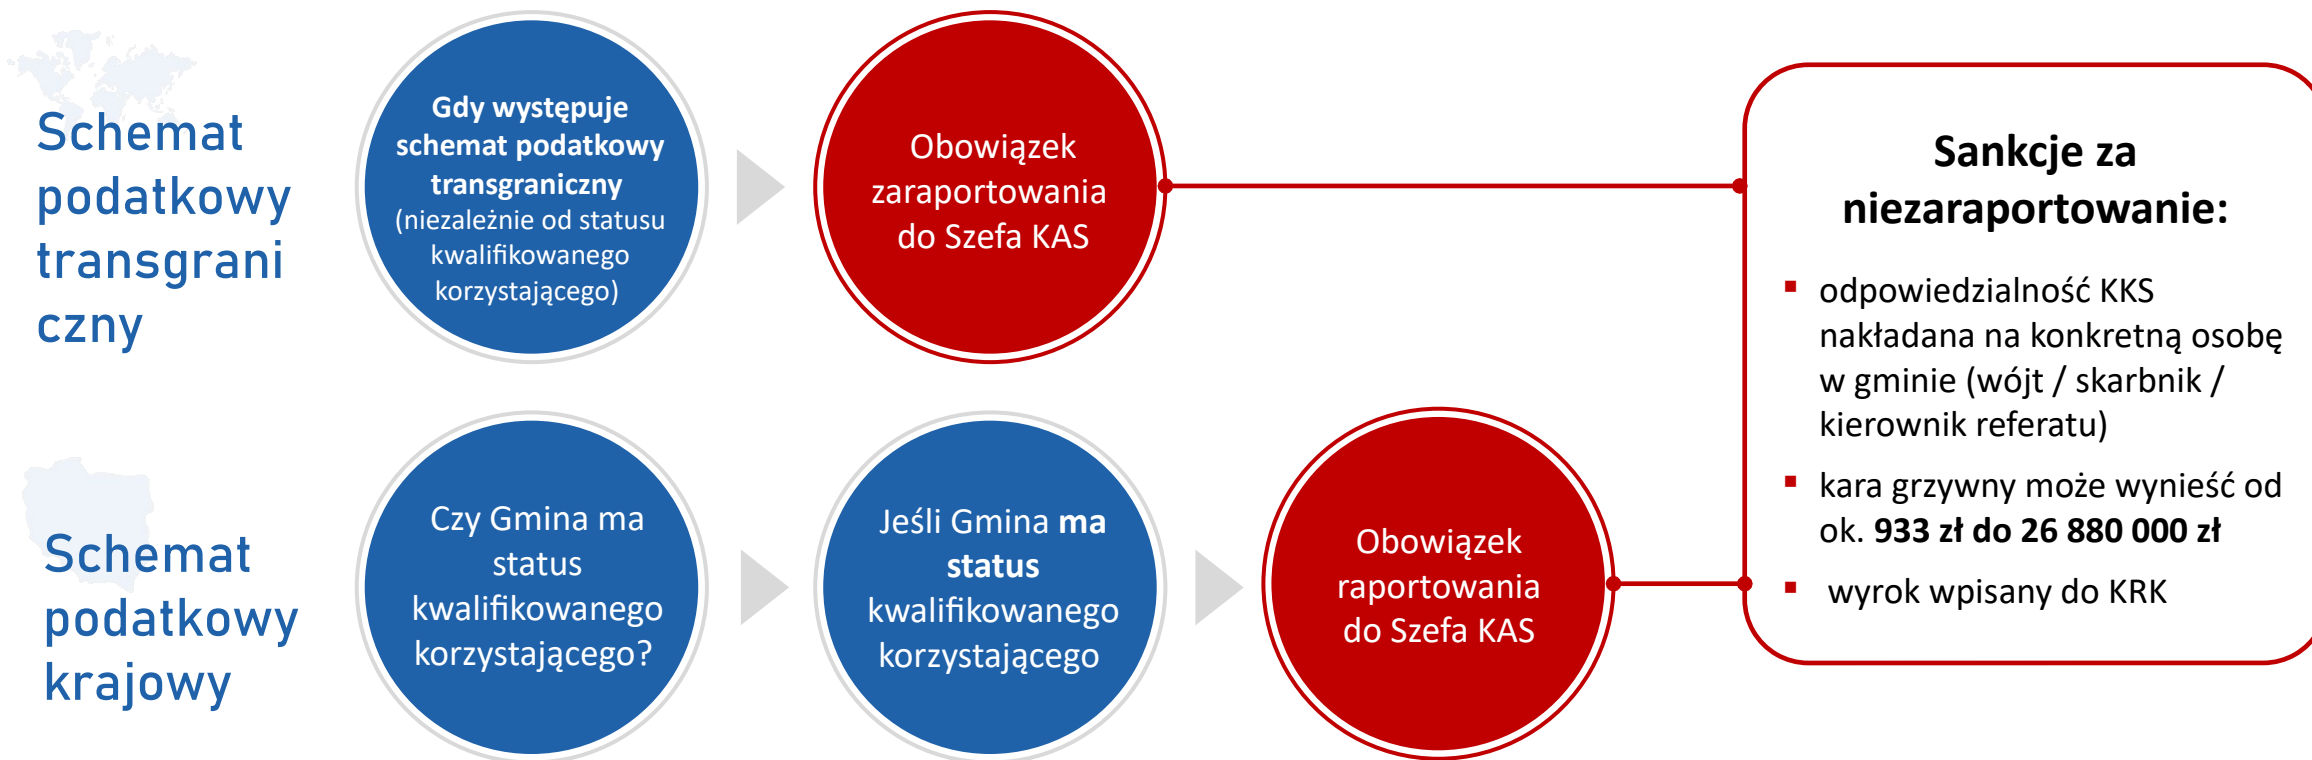 Schemat
podatkowy
transgrani
czny
Gdy występuje
schemat podatkowy
transgraniczny
(niezależnie od statusu
kwalifikowanego
korzystającego)
Obowiązek
zaraportowania
do Szefa KAS
Schemat
podatkowy
krajowy
Czy Gmina ma
status
kwalifikowanego
korzystającego?
Jeśli Gmina ma
status
kwalifikowanego
korzystającego
Obowiązek
raportowania
do Szefa KAS
Sankcje za
niezaraportowanie:
▪ odpowiedzialność KKS
nakładana na konkretną osobę
w gminie (wójt / skarbnik /
kierownik referatu)
▪ kara grzywny może wynieść od
ok. 933 zł do 26 880 000 zł
▪ wyrok wpisany do KRK